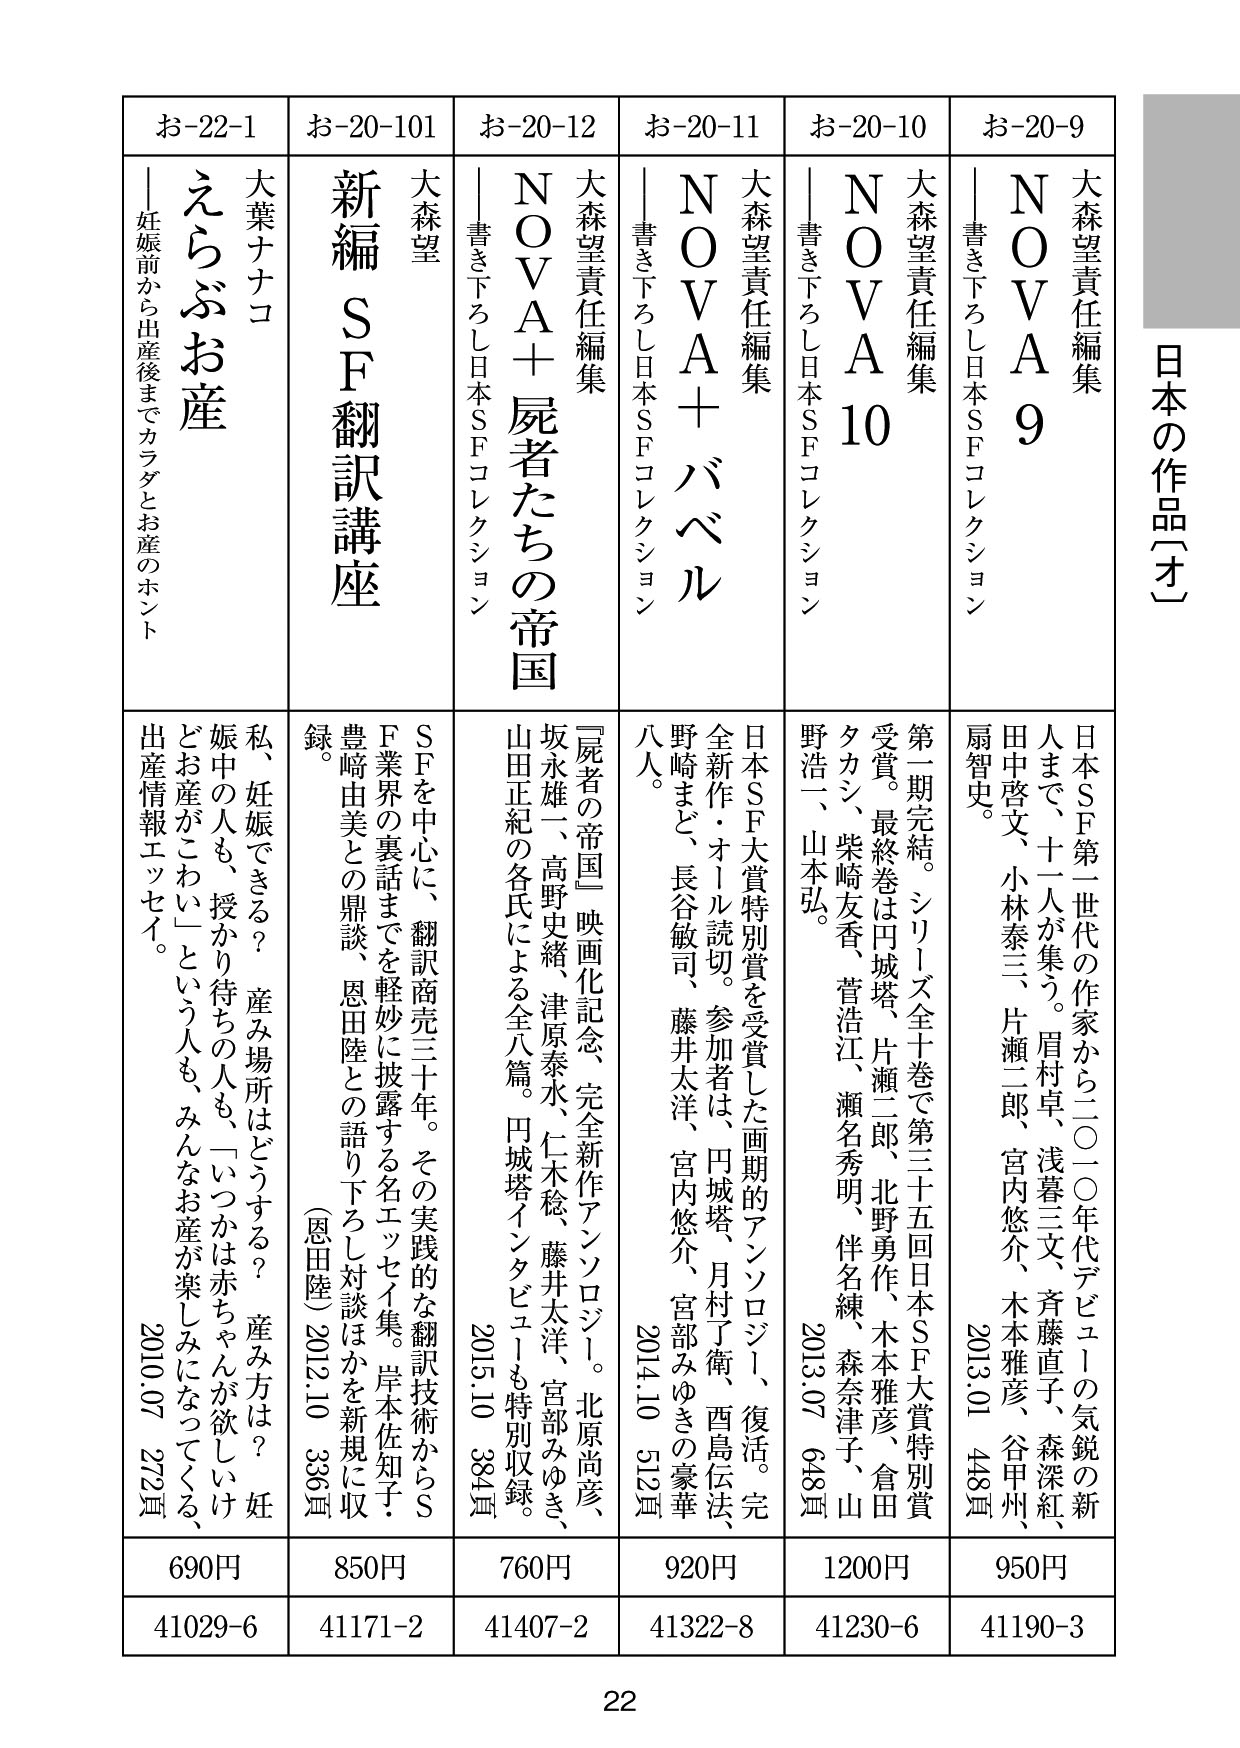 日本の作品〔オ〕
お-20-9
大森望責任編集
NOVA 9
――書き下ろし日本SFコレクション
日本SF第一世代の作家から二〇一〇年代デビューの気鋭の新
人まで、十一人が集う。眉村卓、浅暮三文、斉藤直子、森深紅、
田中啓文、小林泰三、片瀬二郎、宮内悠介、木本雅彦、谷甲州、
扇智史。
2013.01 448頁
950円
41190-3
お-20-10
大森望責任編集
NOVA 10
――書き下ろし日本SFコレクション
第一期完結。シリーズ全十巻で第三十五回日本SF大賞特別賞
受賞。最終巻は円城塔、片瀬二郎、北野勇作、木本雅彦、倉田
タカシ、柴崎友香、菅浩江、瀬名秀明、伴名練、森奈津子、山
野浩一、山本弘。
2013.07 648頁
1200円
41230-6
お-20-11
大森望責任編集
NOVA+ バベル
――書き下ろし日本SFコレクション
日本SF大賞特別賞を受賞した画期的アンソロジー、復活。完
全新作・オール読切。参加者は、円城塔、月村了衛、酉島伝法、
野崎まど、長谷敏司、藤井太洋、宮内悠介、宮部みゆきの豪華
八人。
2014.10 512頁
920円
41322-8
お-20-12
大森望責任編集
NOVA+ 屍者たちの帝国
――書き下ろし日本SFコレクション
『屍者の帝国』映画化記念、完全新作アンソロジー。北原尚彦、
坂永雄一、高野史緒、津原泰水、仁木稔、藤井太洋、宮部みゆき、
山田正紀の各氏による全八篇。円城塔インタビューも特別収録。
2015.10 384頁
760円
41407-2
お-20-101
大森望
新編 SF翻訳講座
SFを中心に、翻訳商売三十年。その実践的な翻訳技術からS
F業界の裏話までを軽妙に披露する名エッセイ集。岸本佐知子・
豊﨑由美との鼎談、恩田陸との語り下ろし対談ほかを新規に収
録。
(恩田陸) 2012.10 336頁
850円
41171-2
お-22-1
大葉ナナコ
えらぶお産
――妊娠前から出産後までカラダとお産のホント
私、妊娠できる? 産み場所はどうする? 産み方は? 妊
娠中の人も、授かり待ちの人も、「いつかは赤ちゃんが欲しいけ
どお産がこわい」という人も、みんなお産が楽しみになってくる、
出産情報エッセイ。
2010.07 272頁
690円
41029-6
22